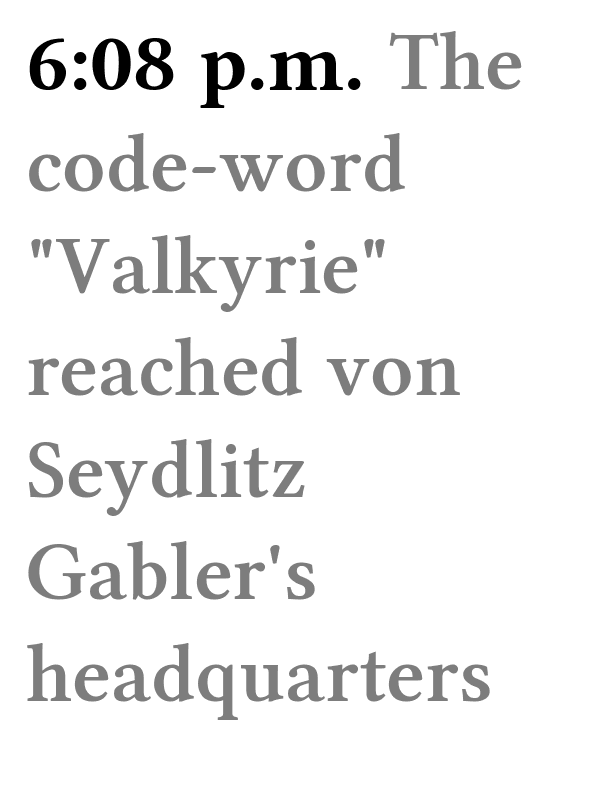 6:08 p.m. The
code-word
"Valkyrie"
reached von
Seydlitz
Gabler's
headquarters